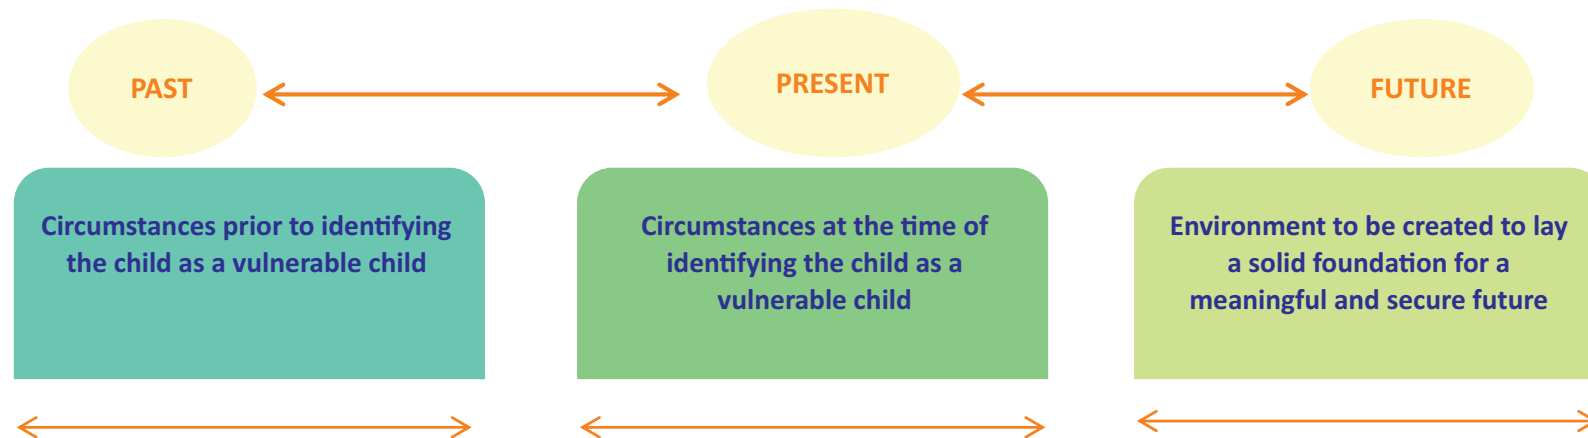 PAST
PRESENT
FUTURE
Circumstances prior to identifying
the child as a vulnerable child
Circumstances at the time of
identifying the child as a
vulnerable child
Environment to be created to lay
a solid foundation for a
meaningful and secure future